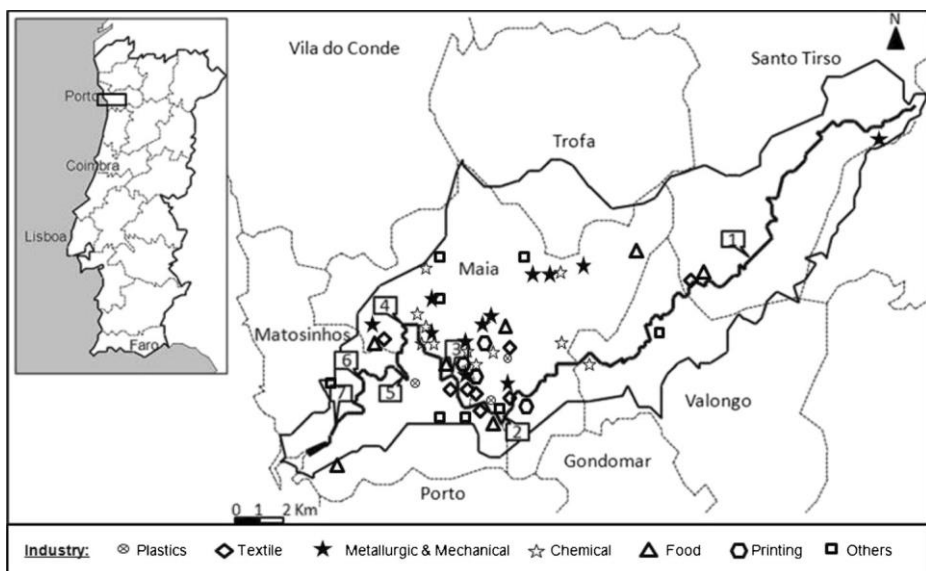 N
Vila do Conde
Santo Tirso
Porto
Trofa
Coimbra
1
Lisboa
Maia
4
Matosinhos
3
Faro
6
7
5
Valongo
2
Gondomar
Porto
0 1 2 Km
Industry: Plastics Textile Metallurgic & Mechanical Chemical Food Printing Others